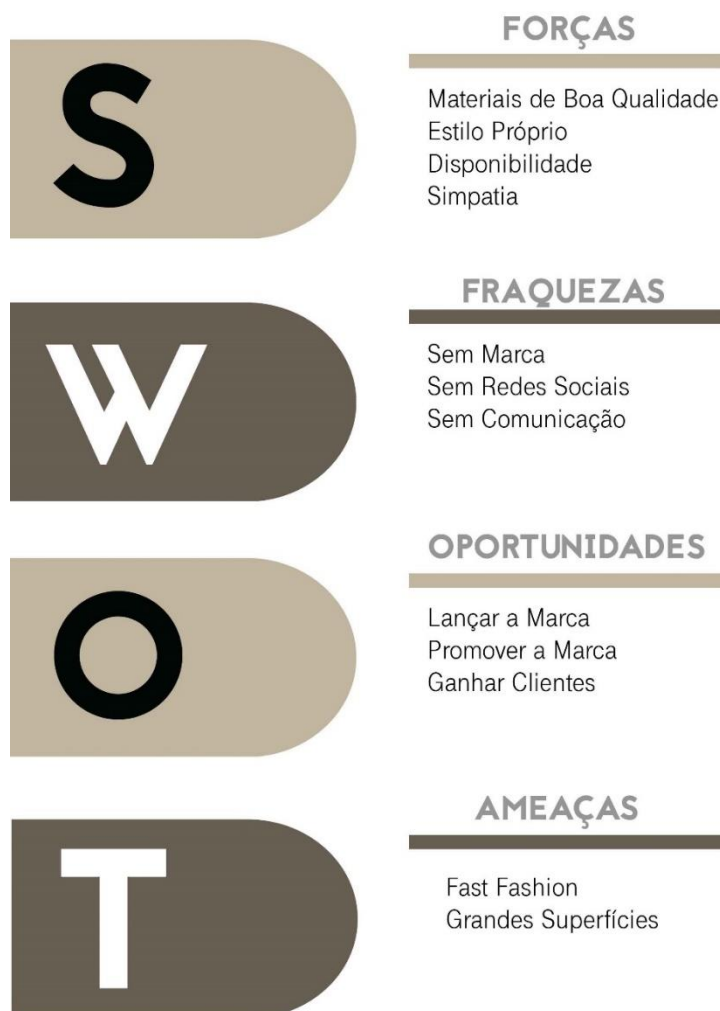 S
FORÇAS
Materiais de Boa Qualidade
Estilo Próprio
Disponibilidade
Simpatia
W
FRAQUEZAS
Sem Marca
Sem Redes Sociais
Sem Comunicação
O
OPORTUNIDADES
Lançar a Marca
Promover a Marca
Ganhar Clientes
T
AMEAÇAS
Fast Fashion
Grandes Superfícies